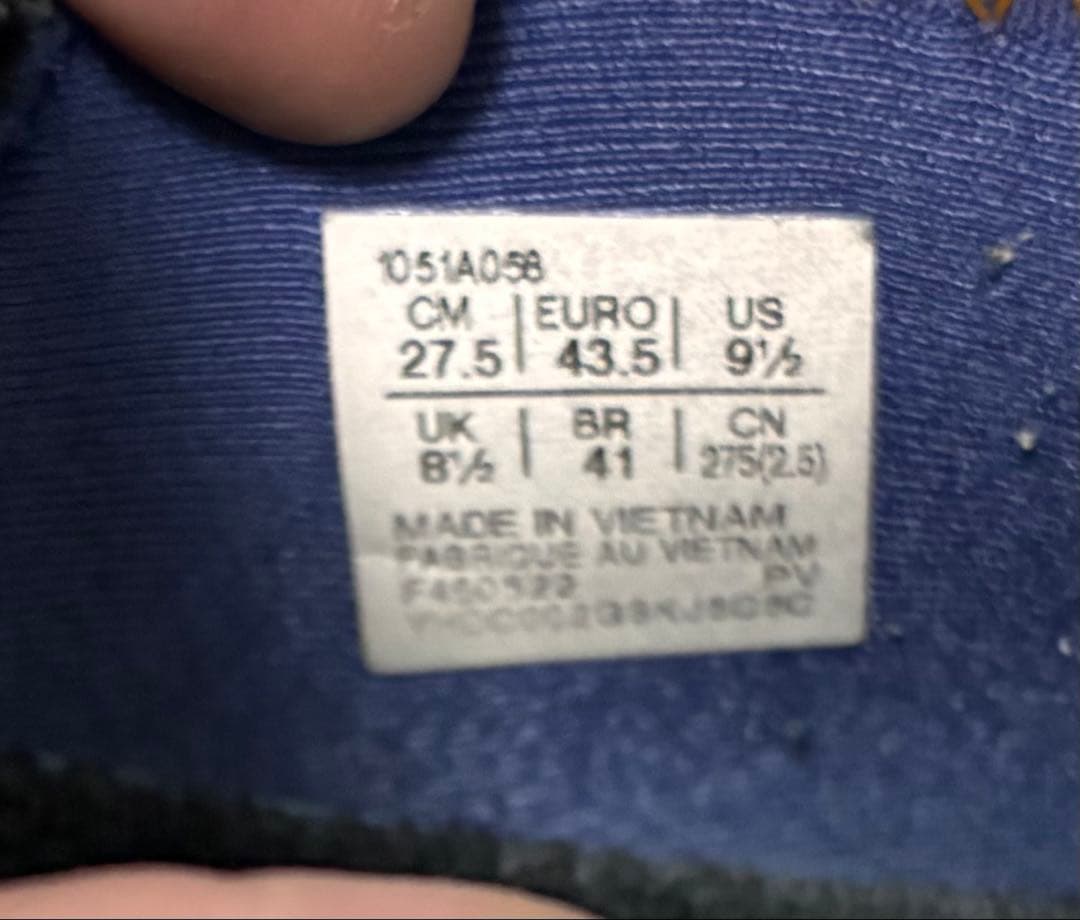 1051A058
CM | EURO | US
27.5 | 43.5 | 9½
UK | BR | CN
8½ | 41 | 275(2.5)
MADE IN VIETNAM
FABRIQUE AU VIETNAM
PV